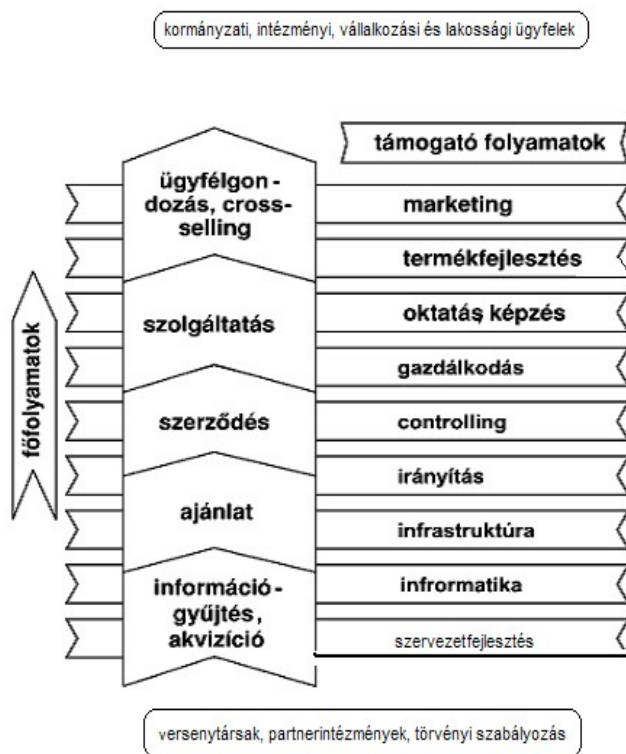 kormányzati, intézményi, vállalkozási és lakossági ügyfelek
támogató folyamatok
ügyfélgon -
dozás, cross-
selling
marketing
termékfejlesztés
szolgáltatás
oktatás képzés
gazdálkodás
főfolyamatok
szerződés
controlling
irányítás
ajánlat
infrastruktúra
információ -
gyűjtés,
akvizíció
infrormatika
szervezetfejlesztés
versenytársak, partnerintézmények, törvényi szabályozás